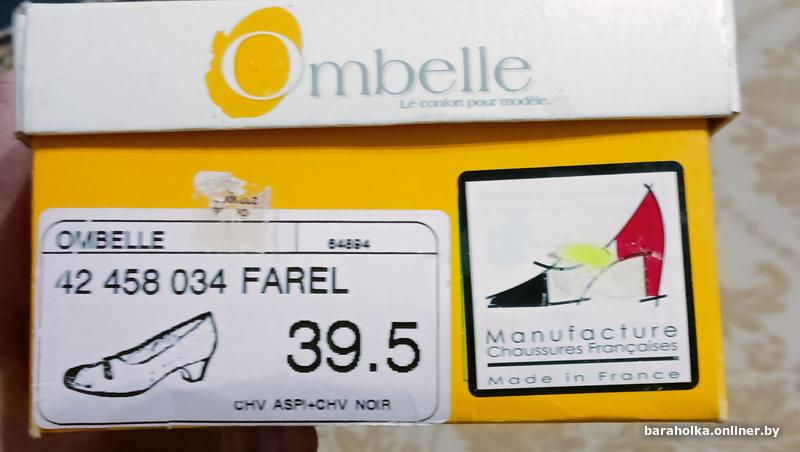 Ombelle
Le confort pour modèle.
OMBELLE 64894
42 458 034 FAREL
39.5
CHV ASPI+CHV NOIR
Manufacture
Chaussures Françaises
Made in France
baraholka.onliner.by